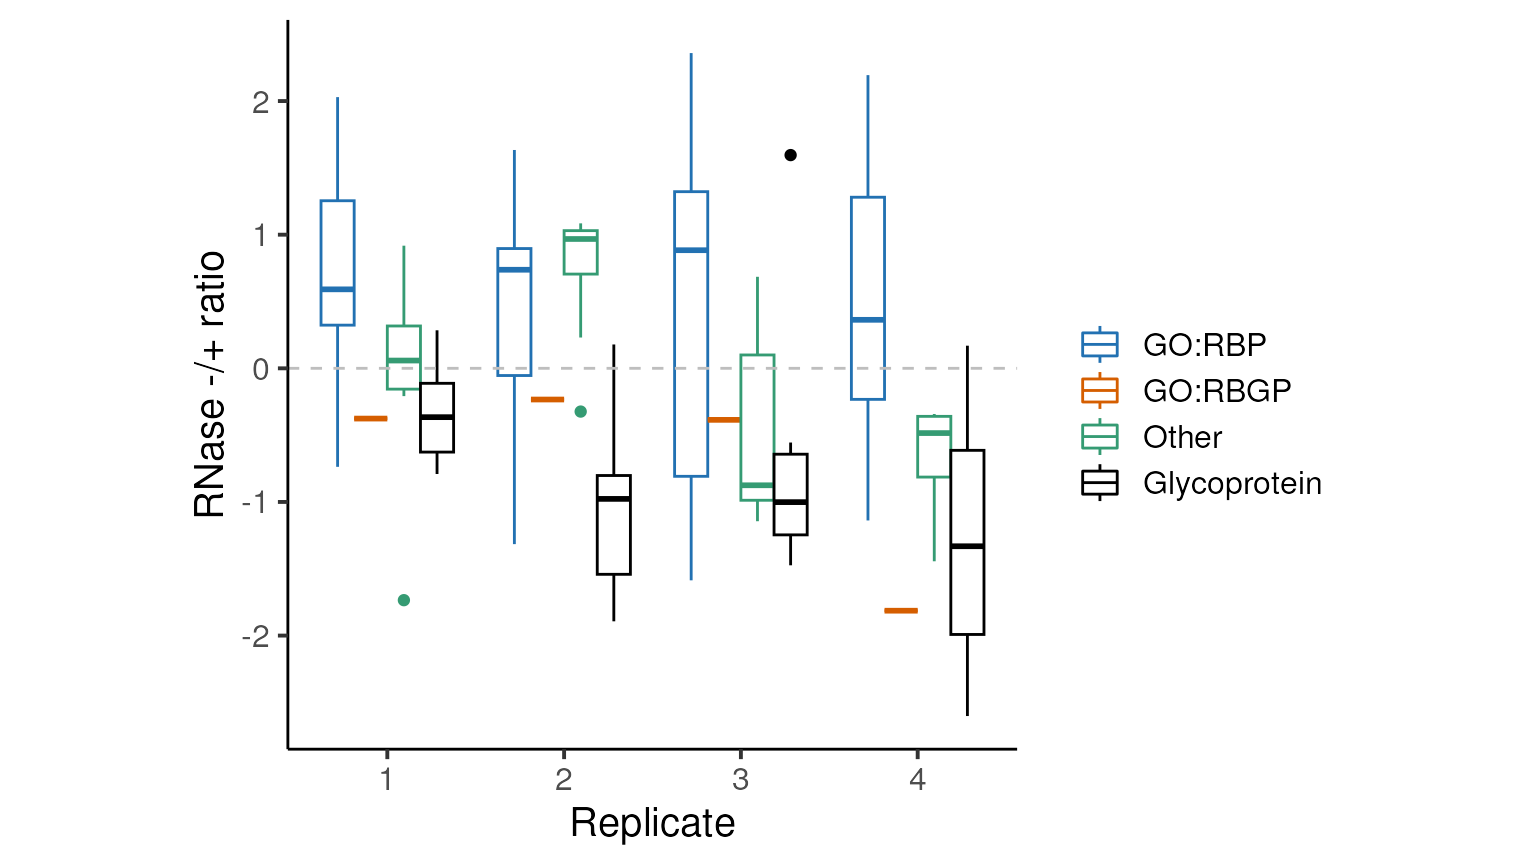 RNase -/+ ratio
2
1
0
-1
-2
1 2 3 4
Replicate
GO:RBP
GO:RBGP
Other
Glycoprotein